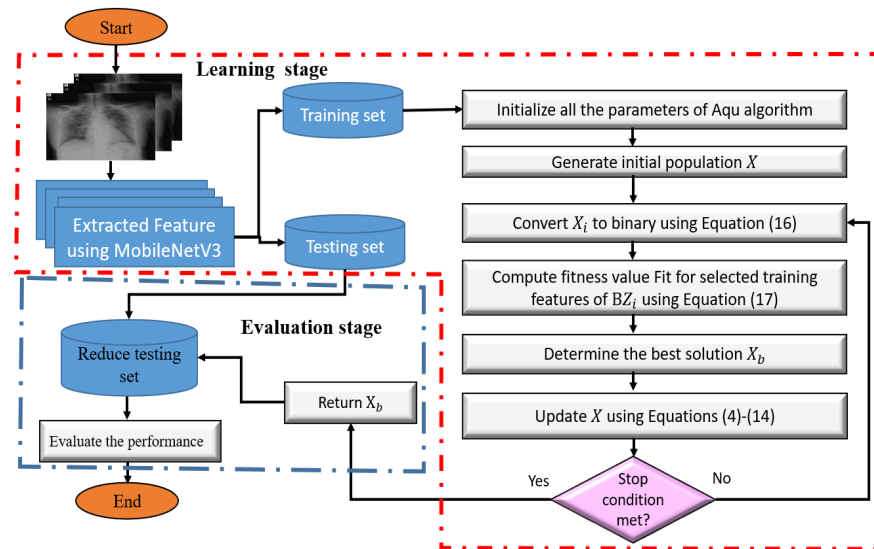 Start
Learning stage
Training set
Extracted Feature
using MobileNetV3
Testing set
Initialize all the parameters of Aqu algorithm
Generate initial population X
Convert Xᵢ to binary using Equation (16)
Compute fitness value Fit for selected training
features of BZᵢ using Equation (17)
Determine the best solution X_b
Update X using Equations (4)-(14)
Stop
condition
met?
Yes
No
Evaluation stage
Return X_b
Reduce testing
set
Evaluate the performance
End